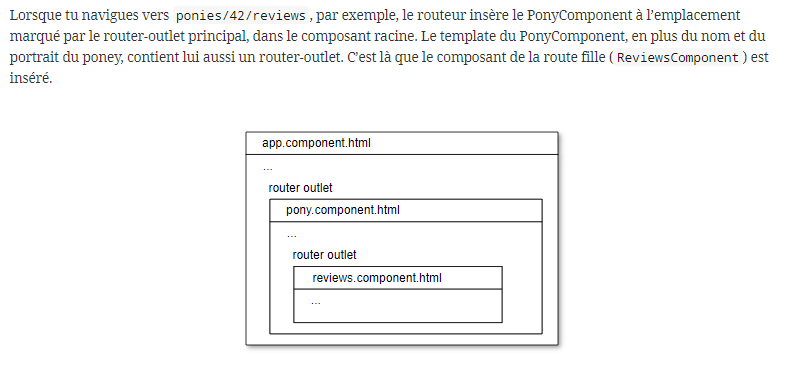 Lorsque tu navigues vers ponies/42/reviews, par exemple, le routeur insère le PonyComponent à l’emplacement
marqué par le router-outlet principal, dans le composant racine. Le template du PonyComponent, en plus du nom et du
portrait du poney, contient lui aussi un router-outlet. C’est là que le composant de la route fille ( ReviewsComponent ) est
inséré.
app.component.html
...
router outlet
pony.component.html
...
router outlet
reviews.component.html
...